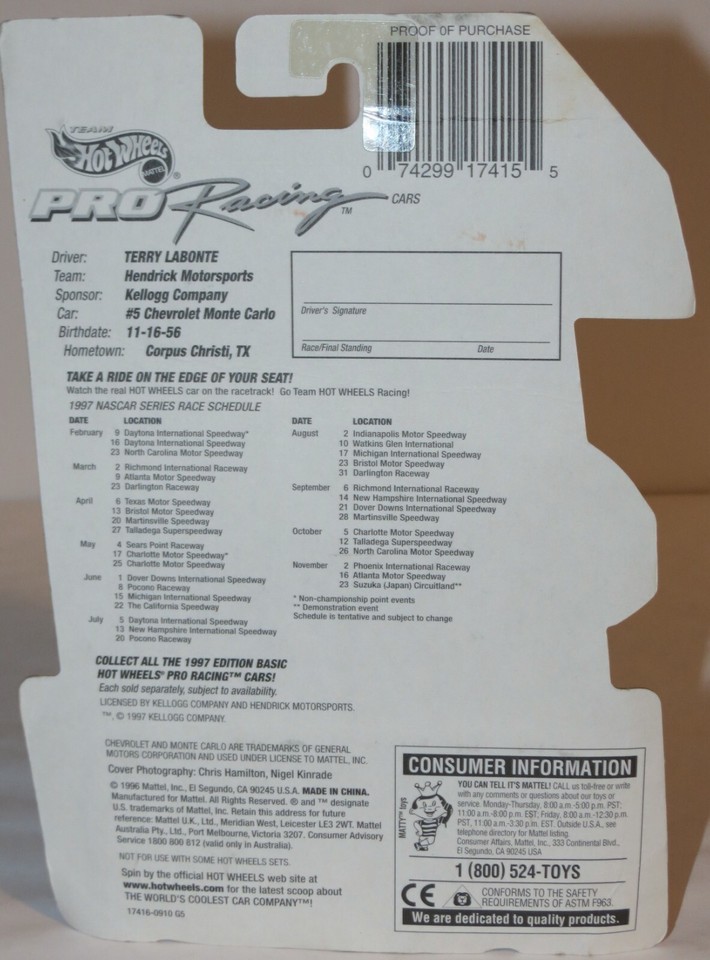 PROOF OF PURCHASE
0 74299 17415 5
TEAM
Hot Wheels
MATTEL
®
PRO Racing™ CARS
Driver: TERRY LABONTE
Team: Hendrick Motorsports
Sponsor: Kellogg Company
Car: #5 Chevrolet Monte Carlo
Birthdate: 11-16-56
Hometown: Corpus Christi, TX
Driver's Signature
Race/Final Standing Date
TAKE A RIDE ON THE EDGE OF YOUR SEAT!
Watch the real HOT WHEELS car on the racetrack! Go Team HOT WHEELS Racing!
1997 NASCAR SERIES RACE SCHEDULE
DATE LOCATION
February 9 Daytona International Speedway*
16 Daytona International Speedway
23 North Carolina Motor Speedway
March 2 Richmond International Raceway
9 Atlanta Motor Speedway
23 Darlington Raceway
April 6 Texas Motor Speedway
13 Bristol Motor Speedway
20 Martinsville Speedway
27 Talladega Superspeedway
May 4 Sears Point Raceway
17 Charlotte Motor Speedway*
25 Charlotte Motor Speedway
June 1 Dover Downs International Speedway
8 Pocono Raceway
15 Michigan International Speedway
22 The California Speedway
July 5 Daytona International Speedway
13 New Hampshire International Speedway
20 Pocono Raceway
DATE LOCATION
August 2 Indianapolis Motor Speedway
10 Watkins Glen International
17 Michigan International Speedway
23 Bristol Motor Speedway
31 Darlington Raceway
September 6 Richmond International Raceway
14 New Hampshire International Speedway
21 Dover Downs International Speedway
28 Martinsville Speedway
October 5 Charlotte Motor Speedway
12 Talladega Superspeedway
26 North Carolina Motor Speedway
November 2 Phoenix International Raceway
16 Atlanta Motor Speedway
23 Suzuka (Japan) Circuitland**
* Non-championship point events
** Demonstration event
Schedule is tentative and subject to change
COLLECT ALL THE 1997 EDITION BASIC
HOT WHEELS® PRO RACING™ CARS!
Each sold separately, subject to availability.
LICENSED BY KELLOGG COMPANY AND HENDRICK MOTORSPORTS.
™, © 1997 KELLOGG COMPANY.
CHEVROLET AND MONTE CARLO ARE TRADEMARKS OF GENERAL
MOTORS CORPORATION AND USED UNDER LICENSE TO MATTEL, INC.
Cover Photography: Chris Hamilton, Nigel Kinrade
© 1996 Mattel, Inc., El Segundo, CA 90245 U.S.A. MADE IN CHINA.
Manufactured for Mattel. All Rights Reserved. ® and ™ designate
U.S. trademarks of Mattel, Inc. Retain this address for future
reference: Mattel U.K., Ltd., Meridian West, Leicester LE3 2WT. Mattel
Australia Pty., Ltd., Port Melbourne, Victoria 3207. Consumer Advisory
Service 1800 800 812 (valid only in Australia).
NOT FOR USE WITH SOME HOT WHEELS SETS.
Spin by the official HOT WHEELS web site at
www.hotwheels.com for the latest scoop about
THE WORLD'S COOLEST CAR COMPANY™!
17416-0910 G5
CONSUMER INFORMATION
MATTY™ toys
YOU CAN TELL IT'S MATTEL! CALL us toll-free or write
with any comments or questions about our toys or
service. Monday-Thursday, 8:00 a.m.-5:00 p.m. PST;
11:00 a.m.-8:00 p.m. EST; Friday, 8:00 a.m.-12:30 p.m.
PST, 11:00 a.m.-3:30 p.m. EST. Outside U.S.A., see
telephone directory for Mattel listing.
Consumer Affairs, Mattel, Inc., 333 Continental Blvd.,
El Segundo, CA 90245 USA
1 (800) 524-TOYS
CE
CONFORMS TO THE SAFETY
REQUIREMENTS OF ASTM F963.
We are dedicated to quality products.